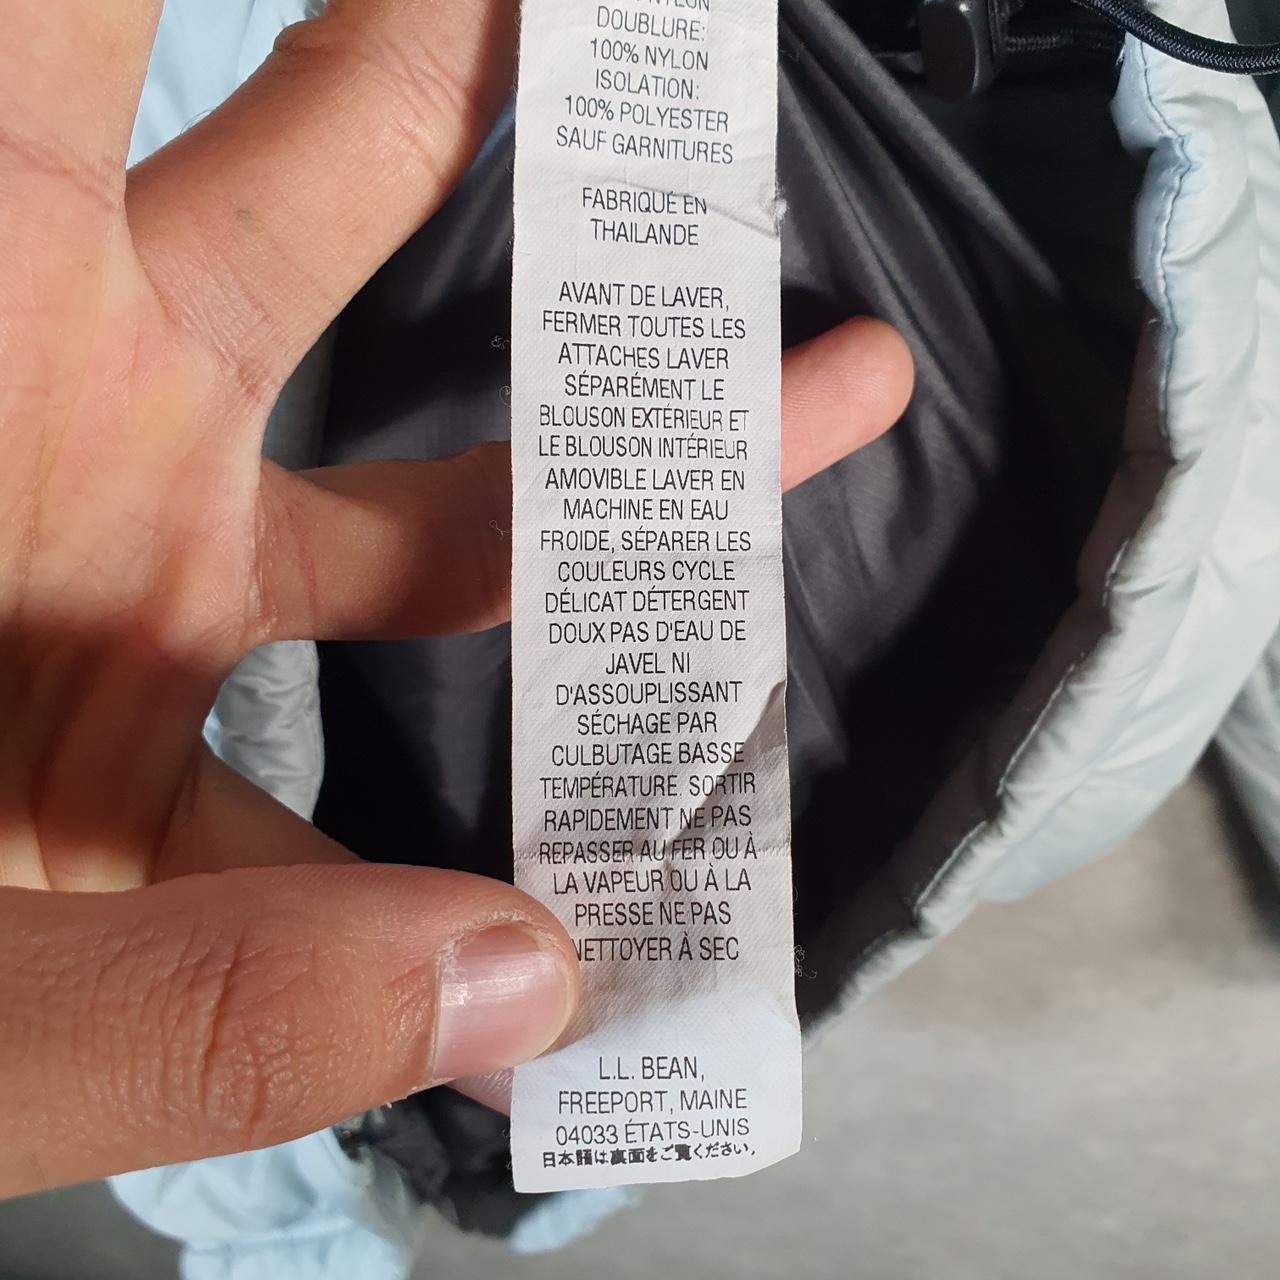 DOUBLURE:
100% NYLON
ISOLATION:
100% POLYESTER
SAUF GARNITURES
FABRIQUÉ EN
THAILANDE
AVANT DE LAVER,
FERMER TOUTES LES
ATTACHES LAVER
SÉPARÉMENT LE
BLOUSON EXTÉRIEUR ET
LE BLOUSON INTÉRIEUR
AMOVIBLE LAVER EN
MACHINE EN EAU
FROIDE, SÉPARER LES
COULEURS CYCLE
DÉLICAT DÉTERGENT
DOUX PAS D'EAU DE
JAVEL NI
D'ASSOUPLISSANT
SÉCHAGE PAR
CULBUTAGE BASSE
TEMPÉRATURE. SORTIR
RAPIDEMENT NE PAS
REPASSER AU FER OU À
LA VAPEUR OU À LA
PRESSE NE PAS
NETTOYER À SEC
L.L. BEAN,
FREEPORT, MAINE
04033 ÉTATS-UNIS
日本語は裏面をご覧ください。